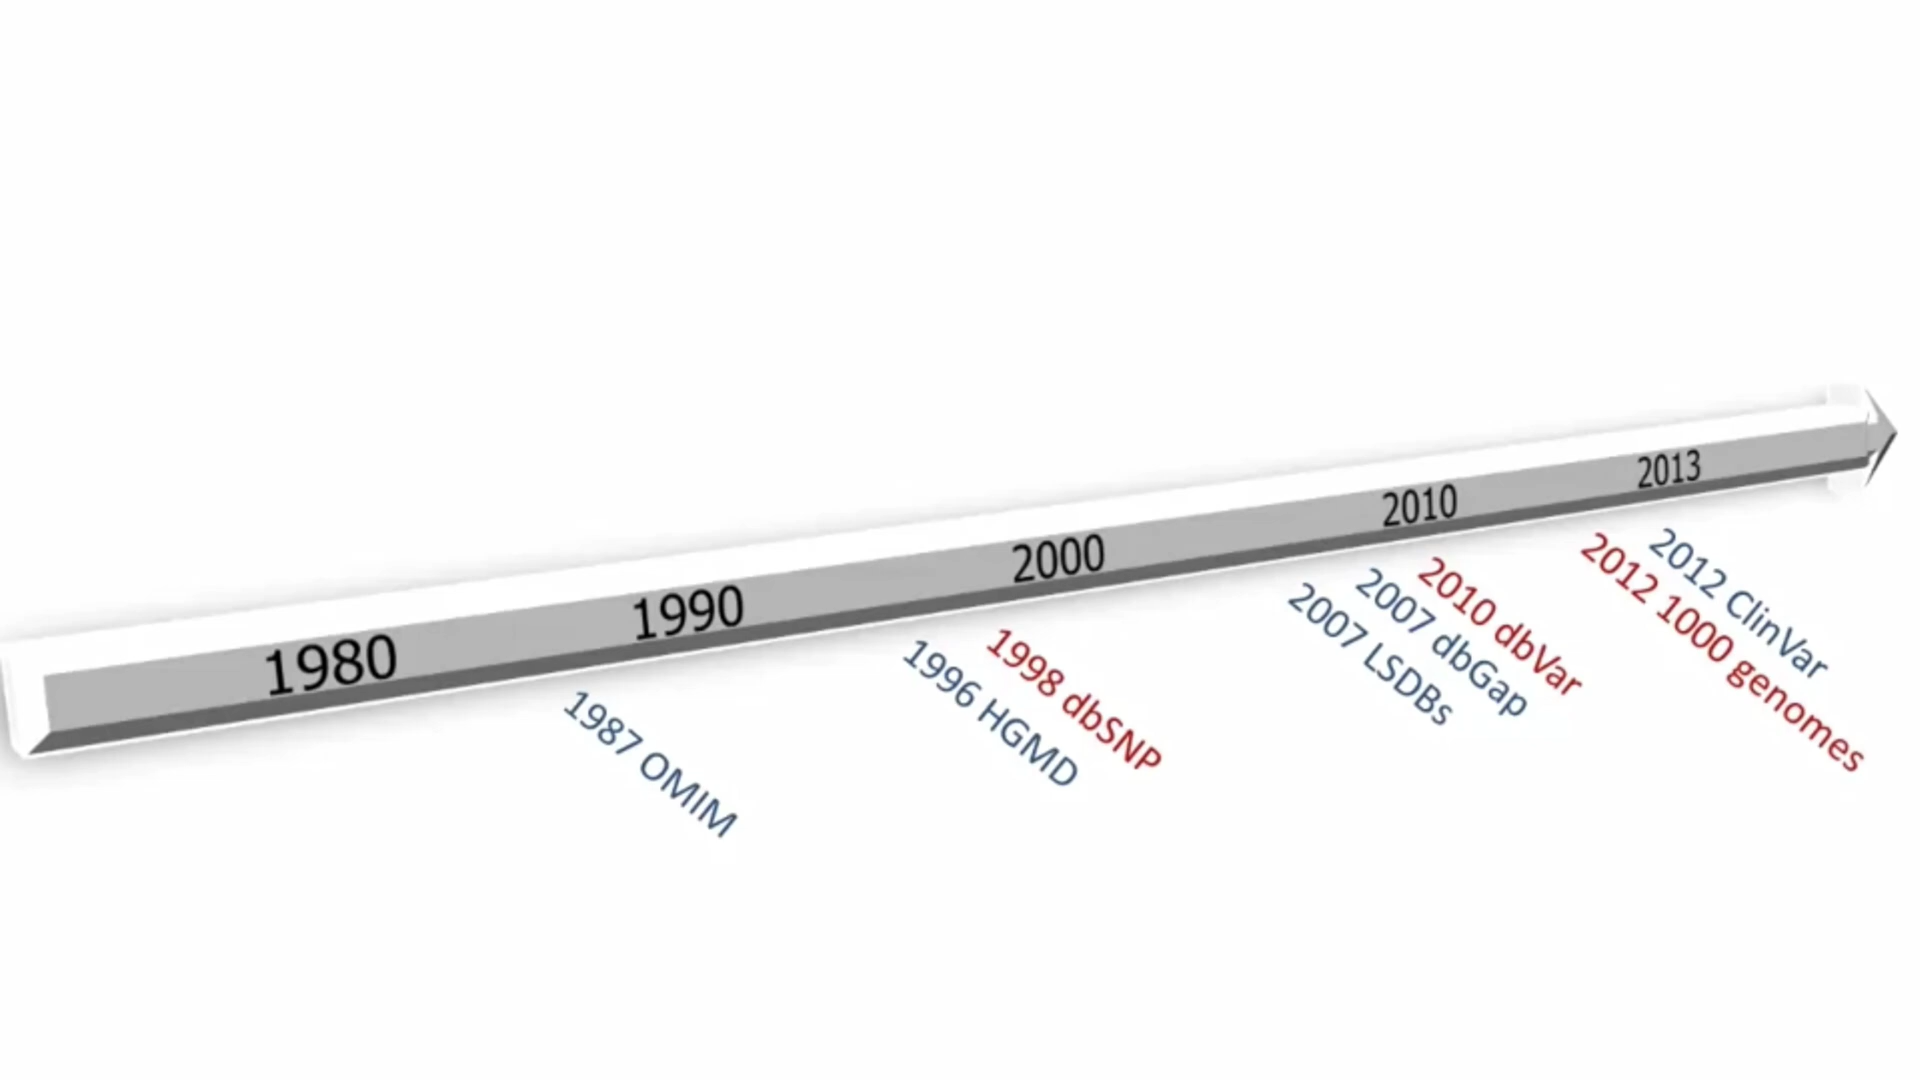 1980
1990
2000
2010
2013
1987 OMIM
1996 HGMD
1998 dbSNP
2007 LSDBs
2007 dbGap
2010 dbVar
2012 1000 genomes
2012 ClinVar